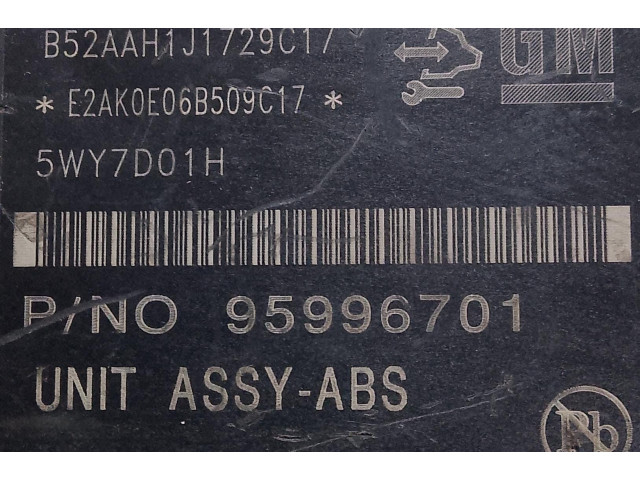 B52AAH1J1729C17
GM
* E2AK0E06B509C17 *
5WY7D01H
P/NO 95996701
UNIT ASSY-ABS
Pb